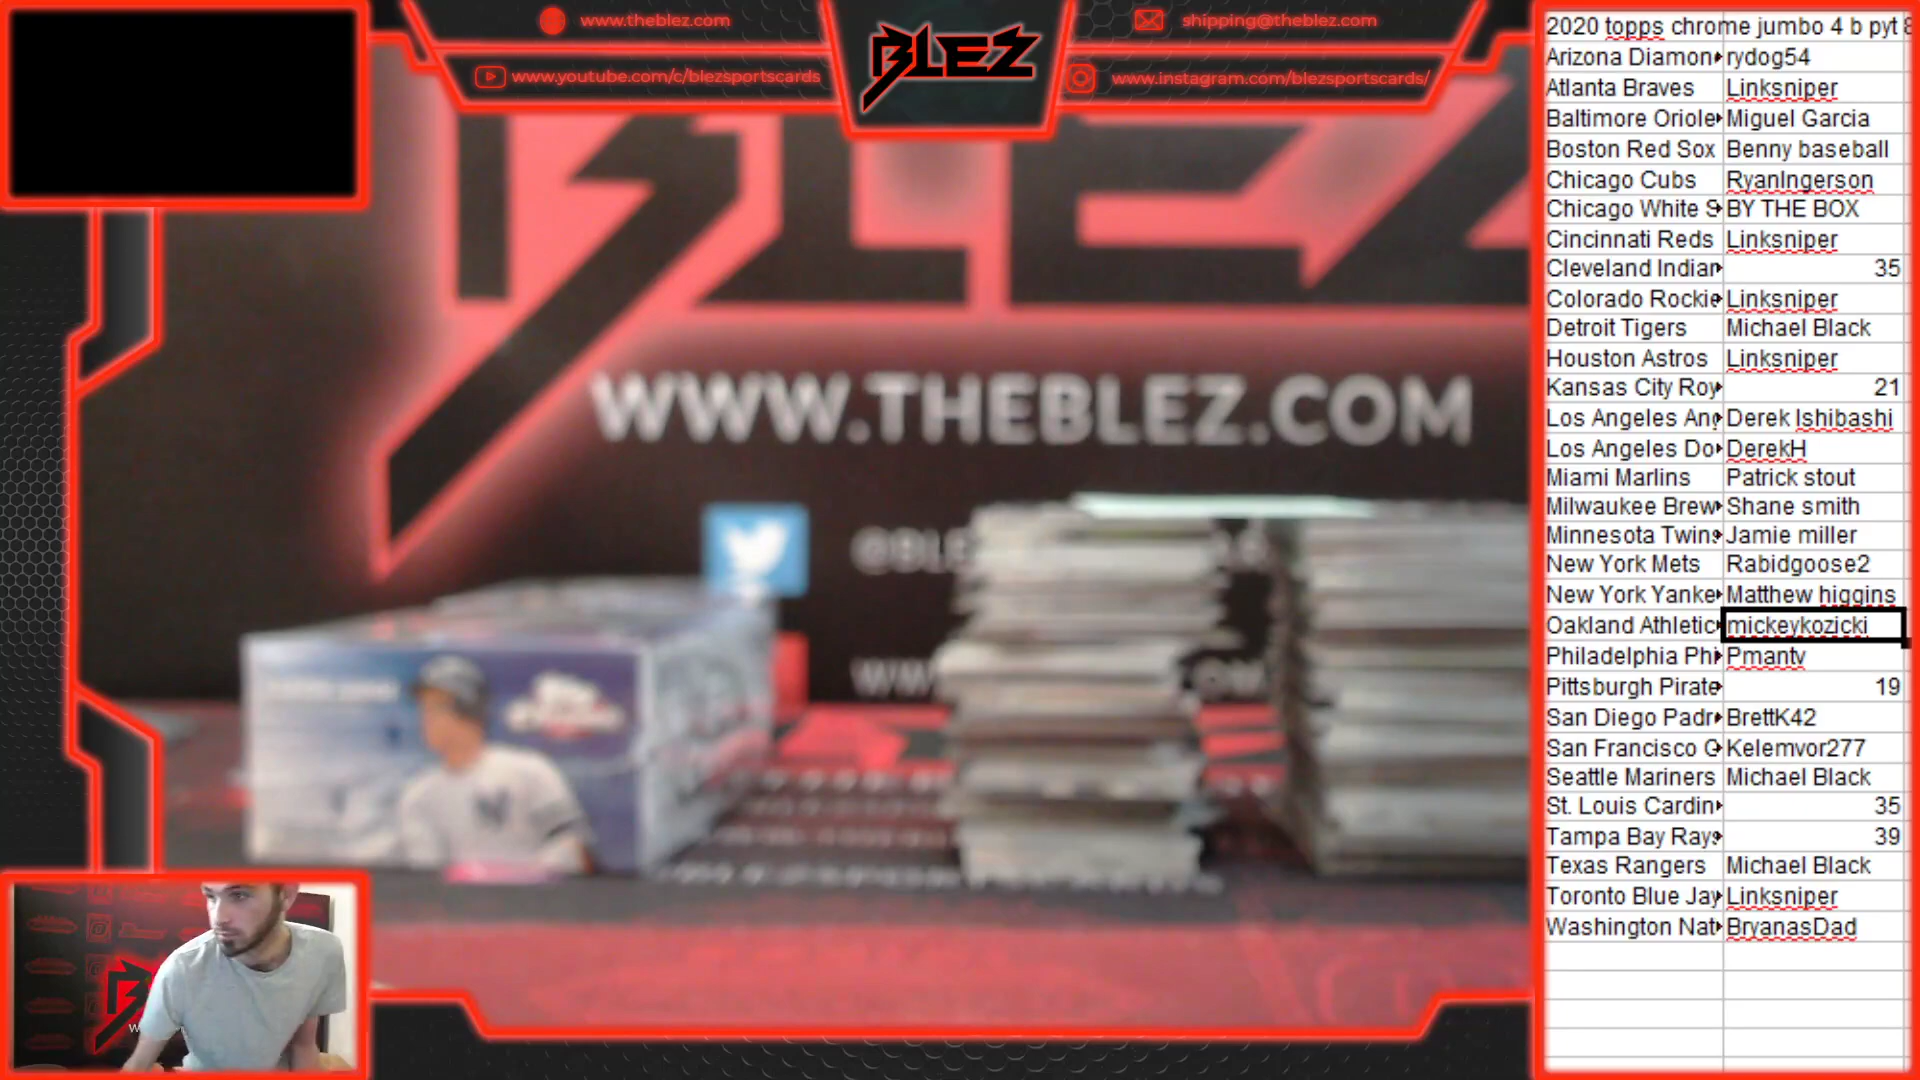 www.theblez.com
www.youtube.com/c/blezsportscards
BLEZ
shipping@theblez.com
www.instagram.com/blezsportscards/
BLEZ
WWW.THEBLEZ.COM
2020 topps chrome jumbo 4 b pyt 8
Arizona Diamon rydog54
Atlanta Braves Linksniper
Baltimore Oriole Miguel Garcia
Boston Red Sox Benny baseball
Chicago Cubs RyanIngerson
Chicago White S BY THE BOX
Cincinnati Reds Linksniper
Cleveland Indian 35
Colorado Rockie Linksniper
Detroit Tigers Michael Black
Houston Astros Linksniper
Kansas City Roy 21
Los Angeles Ang Derek Ishibashi
Los Angeles Do DerekH
Miami Marlins Patrick stout
Milwaukee Brew Shane smith
Minnesota Twins Jamie miller
New York Mets Rabidgoose2
New York Yanke Matthew higgins
Oakland Athletic mickeykozicki
Philadelphia Phi Pmantv
Pittsburgh Pirate 19
San Diego Padr BrettK42
San Francisco G Kelemvor277
Seattle Mariners Michael Black
St. Louis Cardin 35
Tampa Bay Rays 39
Texas Rangers Michael Black
Toronto Blue Jay Linksniper
Washington Nat BryanasDad